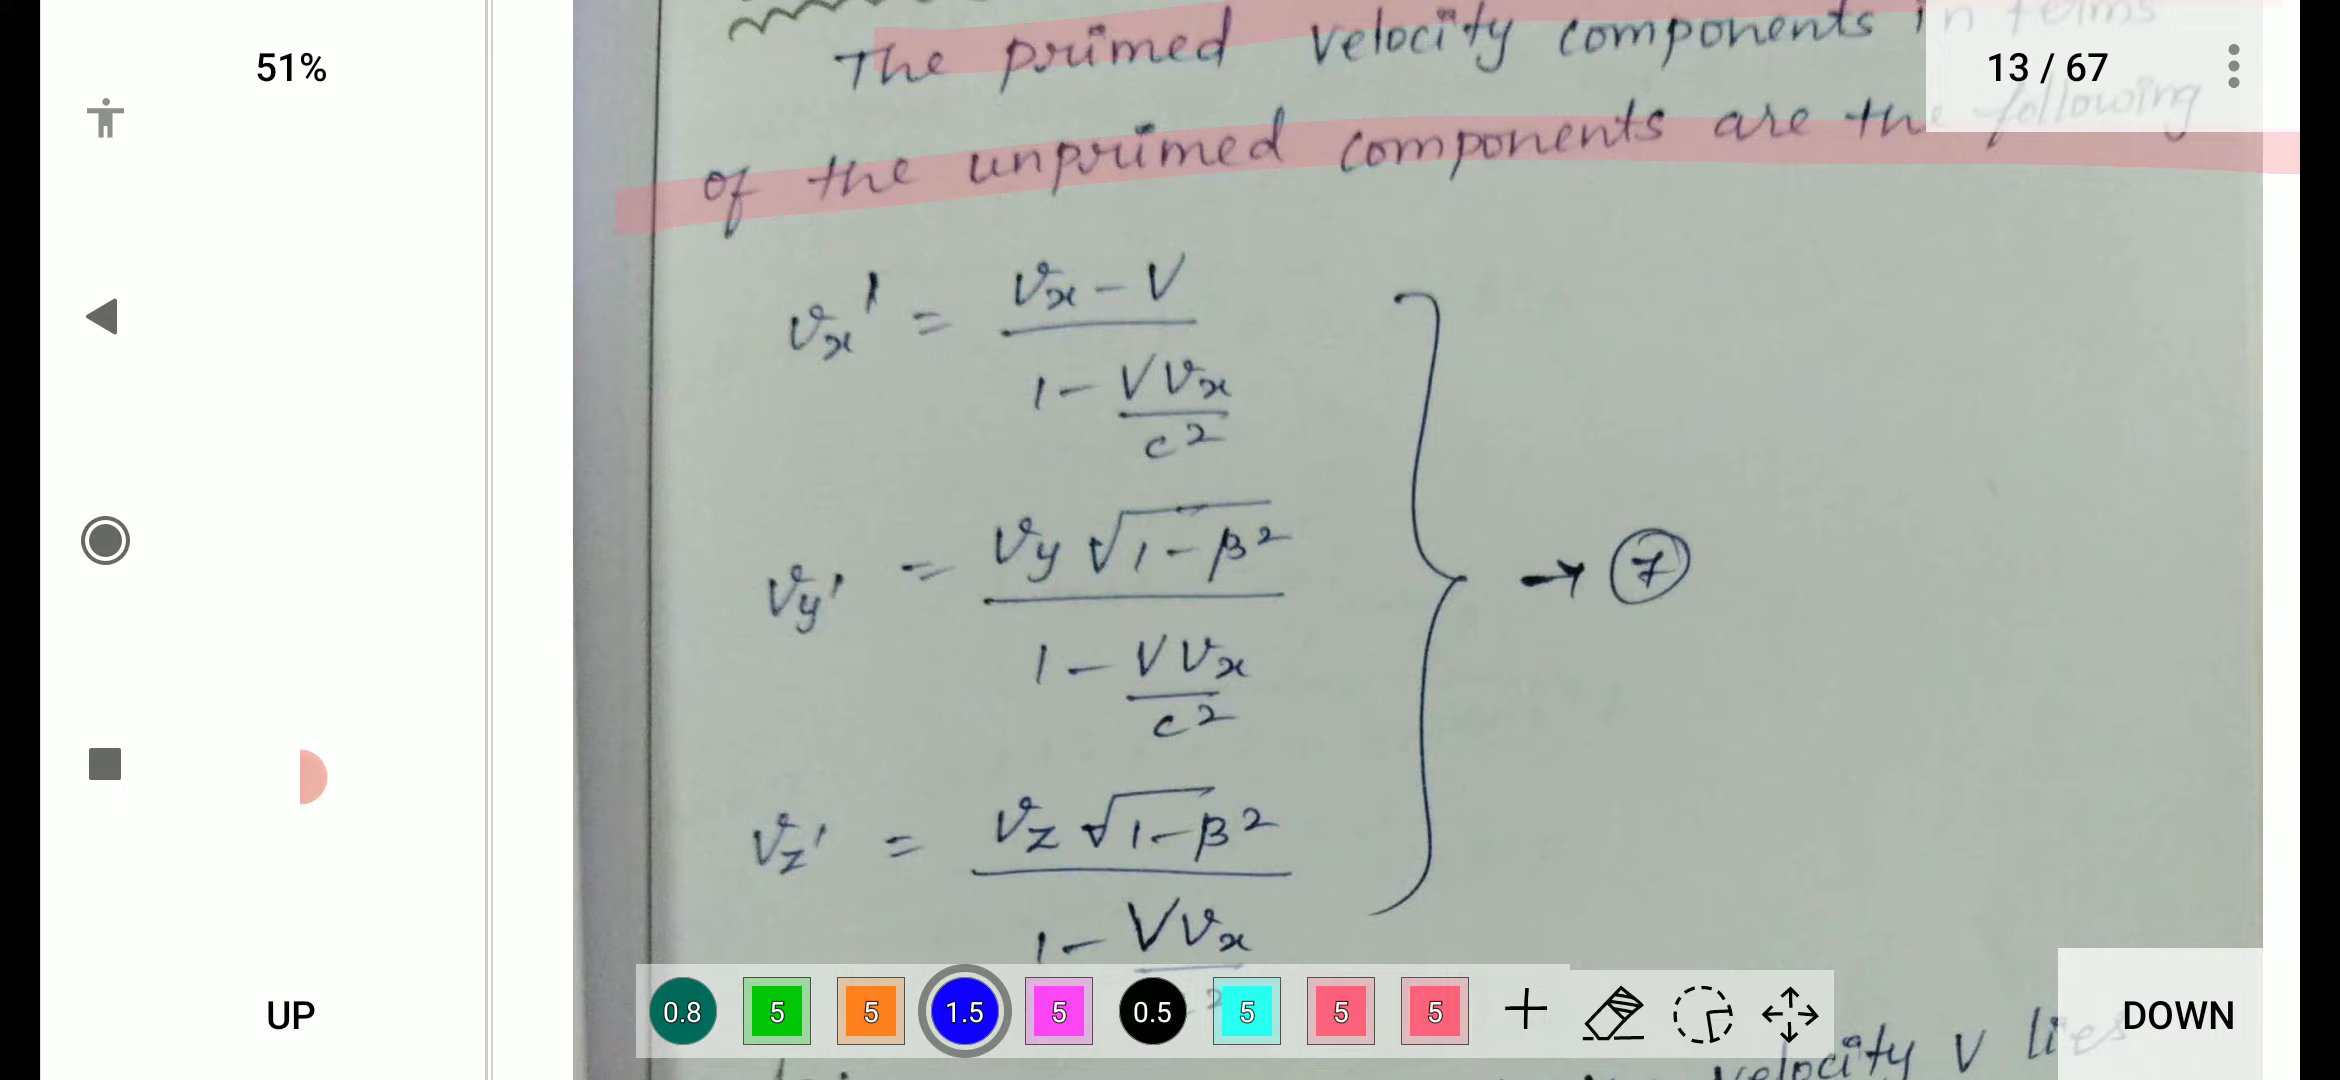 51%
13 / 67
The primed velocity components in terms
of the unprimed components are the following
vx' = (vx - V) / (1 - Vvx/c²)
vy' = (vy √(1-β²)) / (1 - Vvx/c²)
→ ⑦
vz' = (vz √(1-β²)) / (1 - Vvx
0.8 5 5 1.5 5 0.5 5 5 5
UP
DOWN
velocity V lies